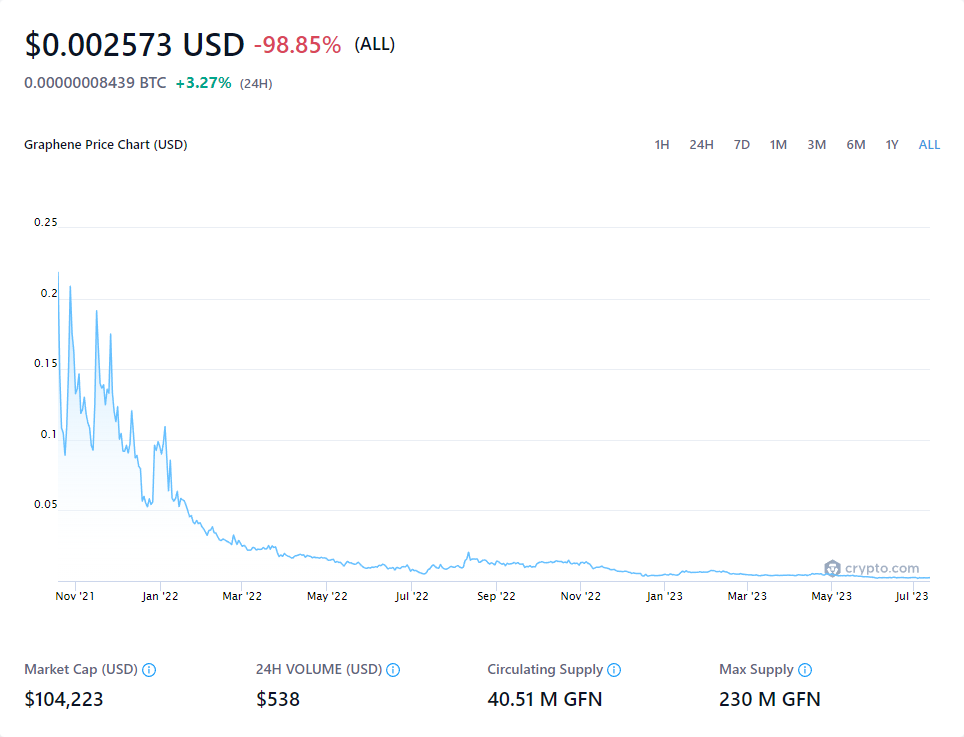 $0.002573 USD -98.85% (ALL)
0.00000008439 BTC +3.27% (24H)
Graphene Price Chart (USD) 1H 24H 7D 1M 3M 6M 1Y ALL
0.25
0.2
0.15
0.1
0.05
crypto.com
Nov '21 Jan '22 Mar '22 May '22 Jul '22 Sep '22 Nov '22 Jan '23 Mar '23 May '23 Jul '23
Market Cap (USD) 24H VOLUME (USD) Circulating Supply Max Supply
$104,223 $538 40.51 M GFN 230 M GFN